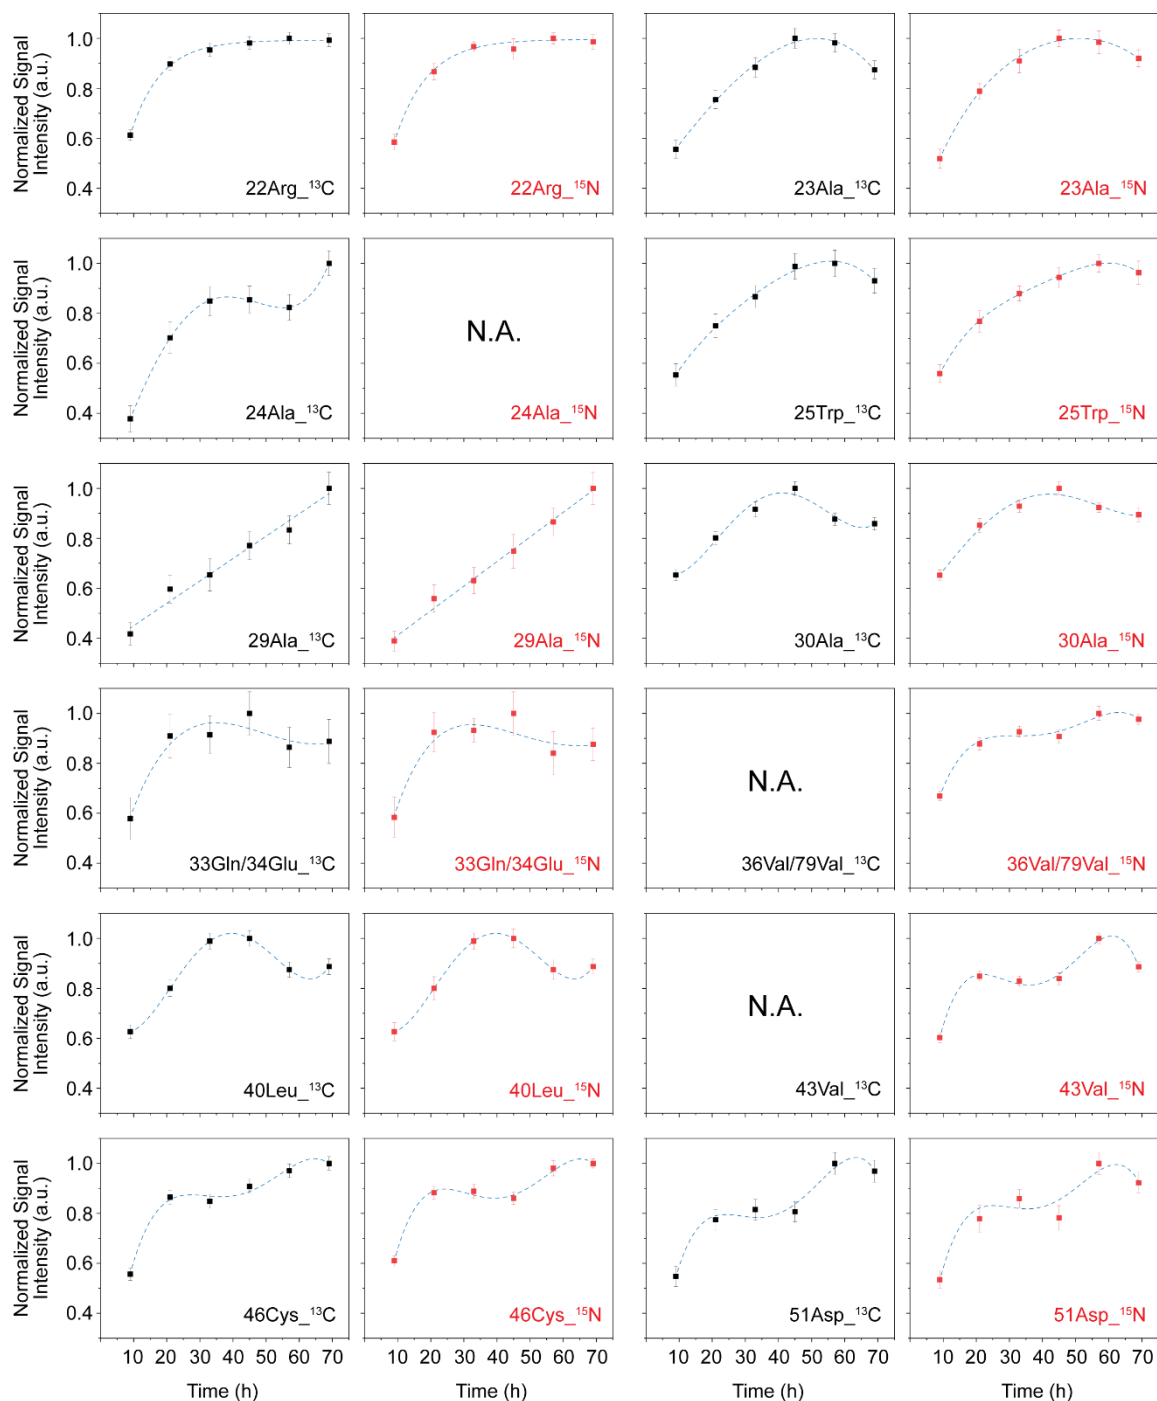 Normalized Signal
Intensity (a.u.)
1.0
0.8
0.6
0.4
22Arg_¹³C
22Arg_¹⁵N
23Ala_¹³C
23Ala_¹⁵N
Normalized Signal
Intensity (a.u.)
1.0
0.8
0.6
0.4
24Ala_¹³C
N.A.
24Ala_¹⁵N
25Trp_¹³C
25Trp_¹⁵N
Normalized Signal
Intensity (a.u.)
1.0
0.8
0.6
0.4
29Ala_¹³C
29Ala_¹⁵N
30Ala_¹³C
30Ala_¹⁵N
Normalized Signal
Intensity (a.u.)
1.0
0.8
0.6
0.4
33Gln/34Glu_¹³C
33Gln/34Glu_¹⁵N
N.A.
36Val/79Val_¹³C
36Val/79Val_¹⁵N
Normalized Signal
Intensity (a.u.)
1.0
0.8
0.6
0.4
40Leu_¹³C
40Leu_¹⁵N
N.A.
43Val_¹³C
43Val_¹⁵N
Normalized Signal
Intensity (a.u.)
1.0
0.8
0.6
0.4
46Cys_¹³C
46Cys_¹⁵N
51Asp_¹³C
51Asp_¹⁵N
10 20 30 40 50 60 70
10 20 30 40 50 60 70
10 20 30 40 50 60 70
10 20 30 40 50 60 70
Time (h)
Time (h)
Time (h)
Time (h)